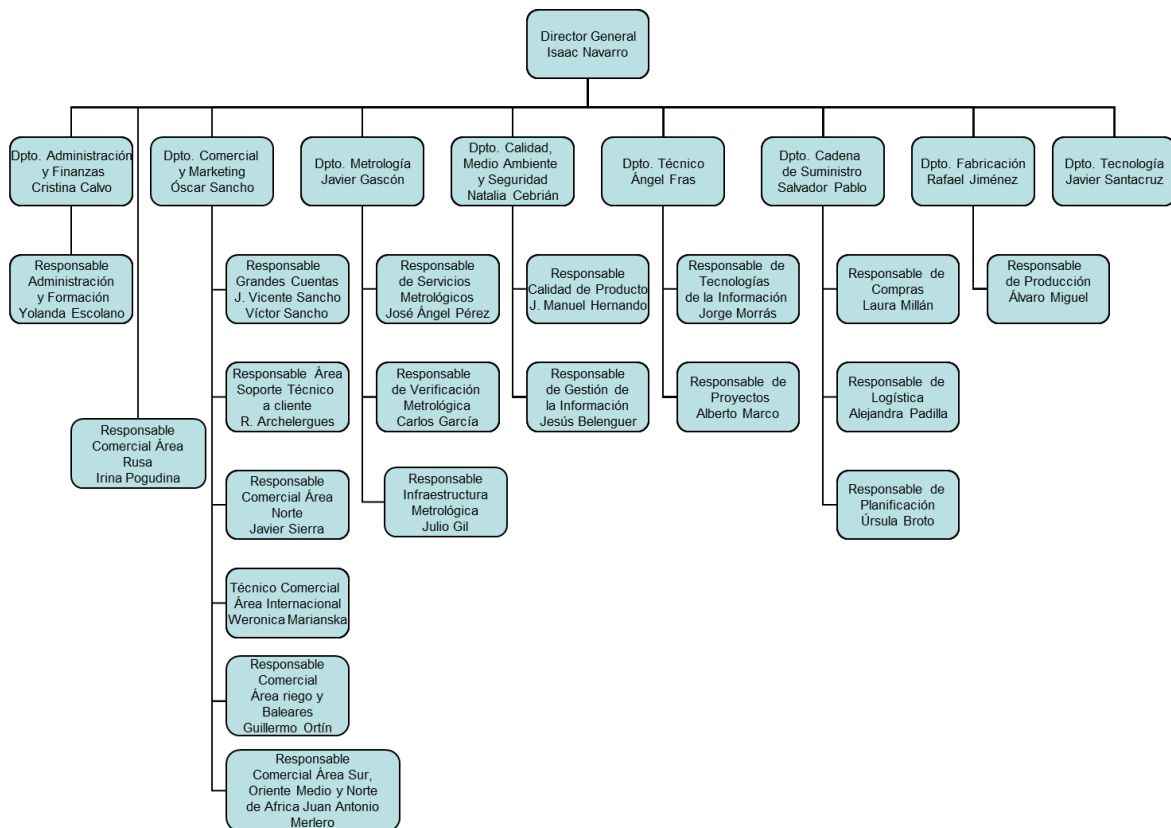 Director General
Isaac Navarro
Dpto. Administración
y Finanzas
Cristina Calvo
Dpto. Comercial
y Marketing
Óscar Sancho
Dpto. Metrología
Javier Gascón
Dpto. Calidad,
Medio Ambiente
y Seguridad
Natalia Cebrián
Dpto. Técnico
Ángel Fras
Dpto. Cadena
de Suministro
Salvador Pablo
Dpto. Fabricación
Rafael Jiménez
Dpto. Tecnología
Javier Santacruz
Responsable
Administración
y Formación
Yolanda Escolano
Responsable
Grandes Cuentas
J. Vicente Sancho
Víctor Sancho
Responsable
de Servicios
Metrológicos
José Ángel Pérez
Responsable
Calidad de Producto
J. Manuel Hernando
Responsable de
Tecnologías
de la Información
Jorge Morrás
Responsable de
Compras
Laura Millán
Responsable
de Producción
Álvaro Miguel
Responsable Área
Soporte Técnico
a cliente
R. Archelergues
Responsable
de Verificación
Metrológica
Carlos García
Responsable
de Gestión de
la Información
Jesús Belenguer
Responsable de
Proyectos
Alberto Marco
Responsable de
Logística
Alejandra Padilla
Responsable
Comercial Área
Rusa
Irina Pogudina
Responsable
Comercial Área
Norte
Javier Sierra
Responsable
Infraestructura
Metrológica
Julio Gil
Responsable de
Planificación
Úrsula Broto
Técnico Comercial
Área Internacional
Weronica Marianska
Responsable
Comercial
Área riego y
Baleares
Guillermo Ortín
Responsable
Comercial Área Sur,
Oriente Medio y Norte
de Africa Juan Antonio
Merlero